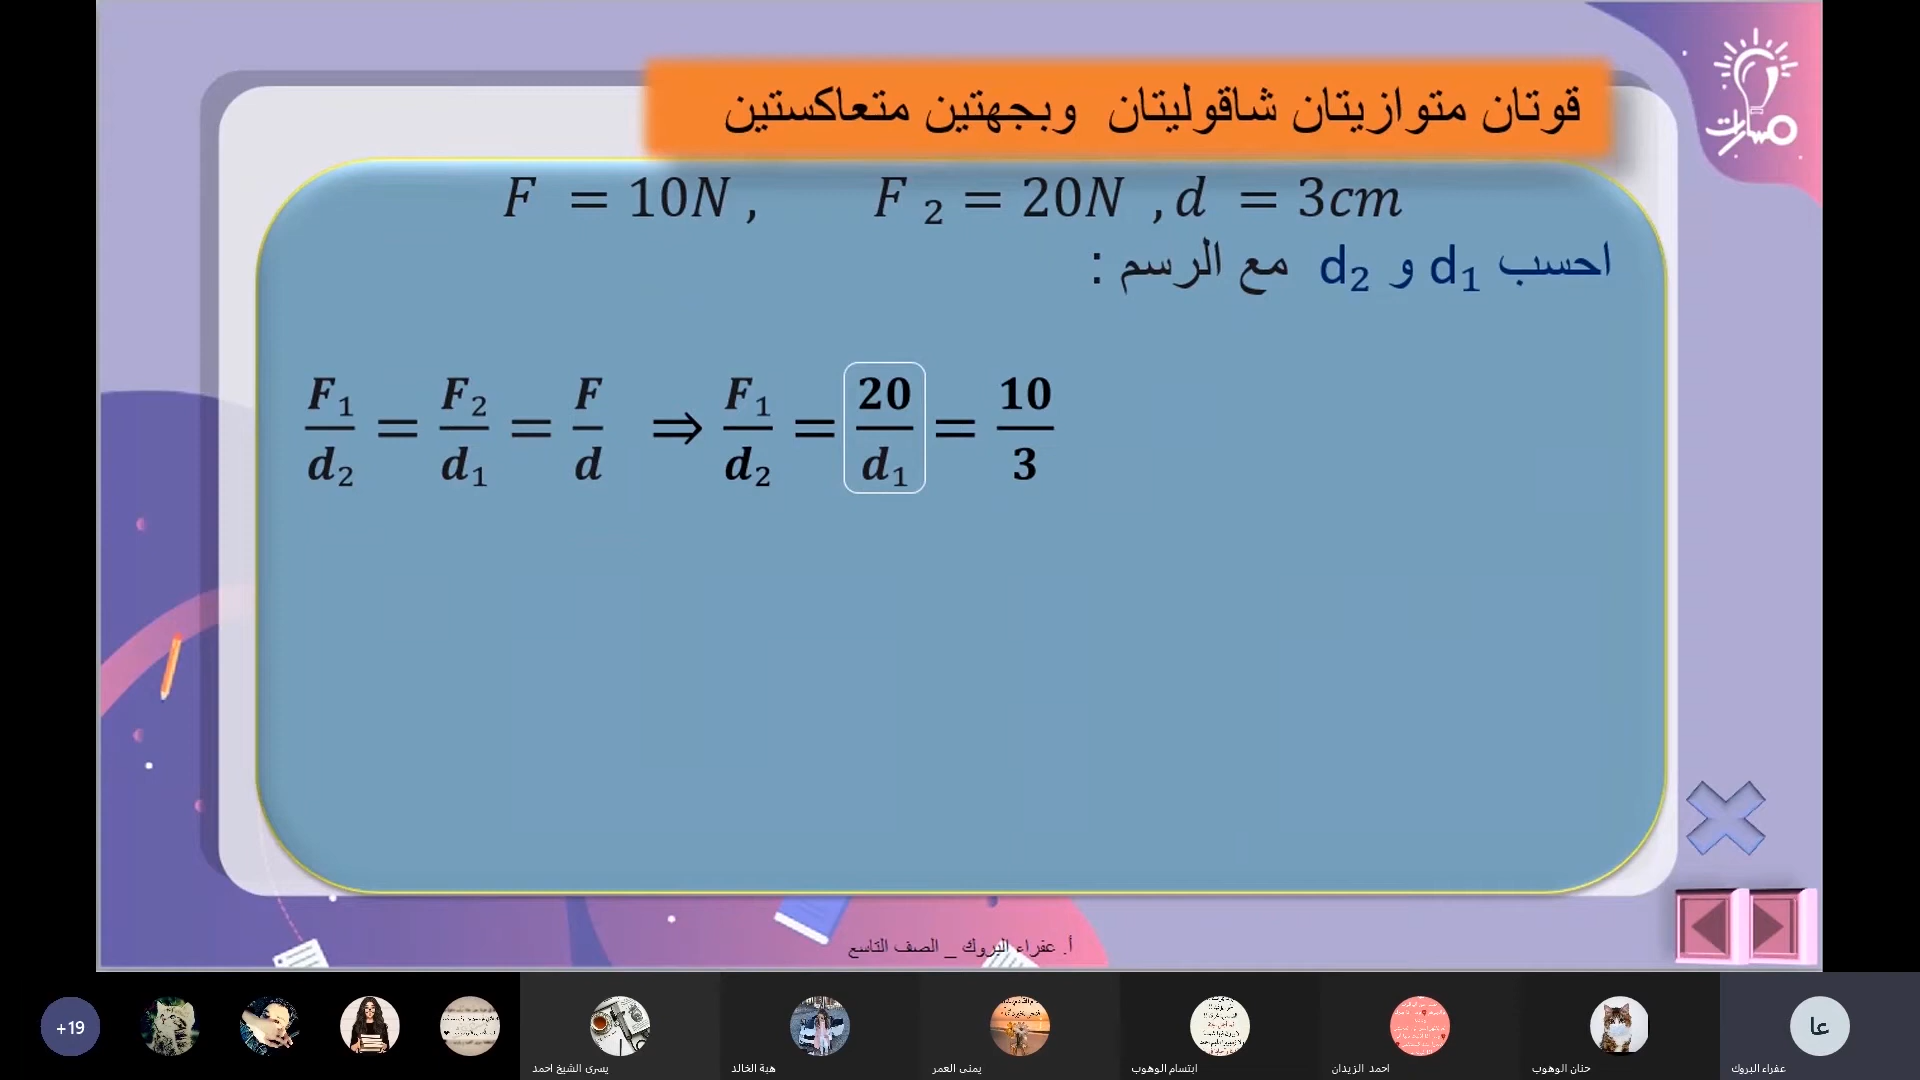 قوتان متوازيتان شاقوليتان وبجهتين متعاكستين
مسارات
F = 10N , F ₂ = 20N , d = 3cm
احسب d₁ و d₂ مع الرسم :
F₁/d₂ = F₂/d₁ = F/d ⇒ F₁/d₂ = 20/d₁ = 10/3
أ. عفراء البروك _ الصف التاسع
+19
يسرى الشيخ احمد
هبة الخالد
يمنى العمر
ابتسام الوهوب
احمد الزيدان
حنان الوهوب
عا
عفراء البروك